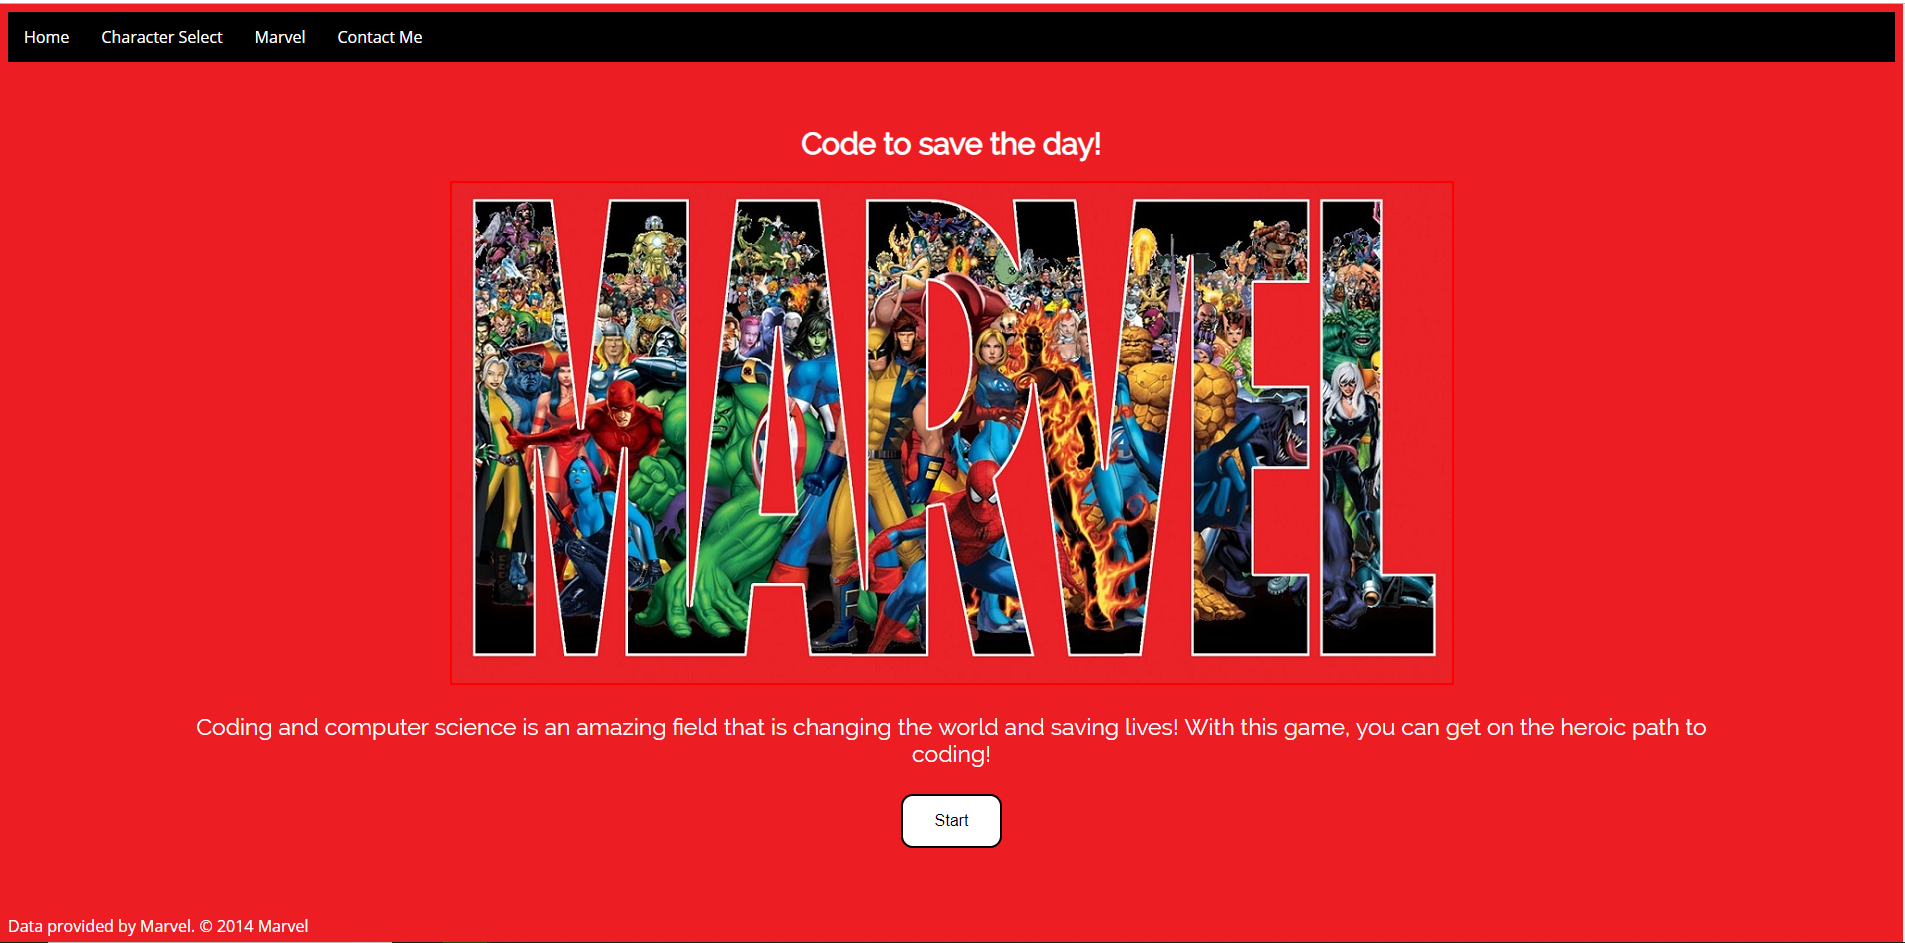 Home Character Select Marvel Contact Me
Code to save the day!
MARVEL
Coding and computer science is an amazing field that is changing the world and saving lives! With this game, you can get on the heroic path to
coding!
Start
Data provided by Marvel. © 2014 Marvel